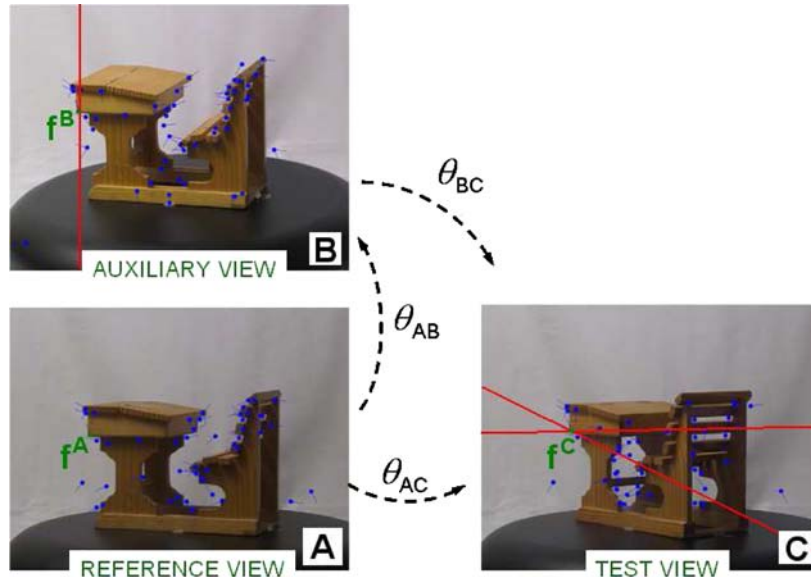 f^B
B
AUXILIARY VIEW
θ_BC
θ_AB
f^A
A
REFERENCE VIEW
θ_AC
f^C
C
TEST VIEW